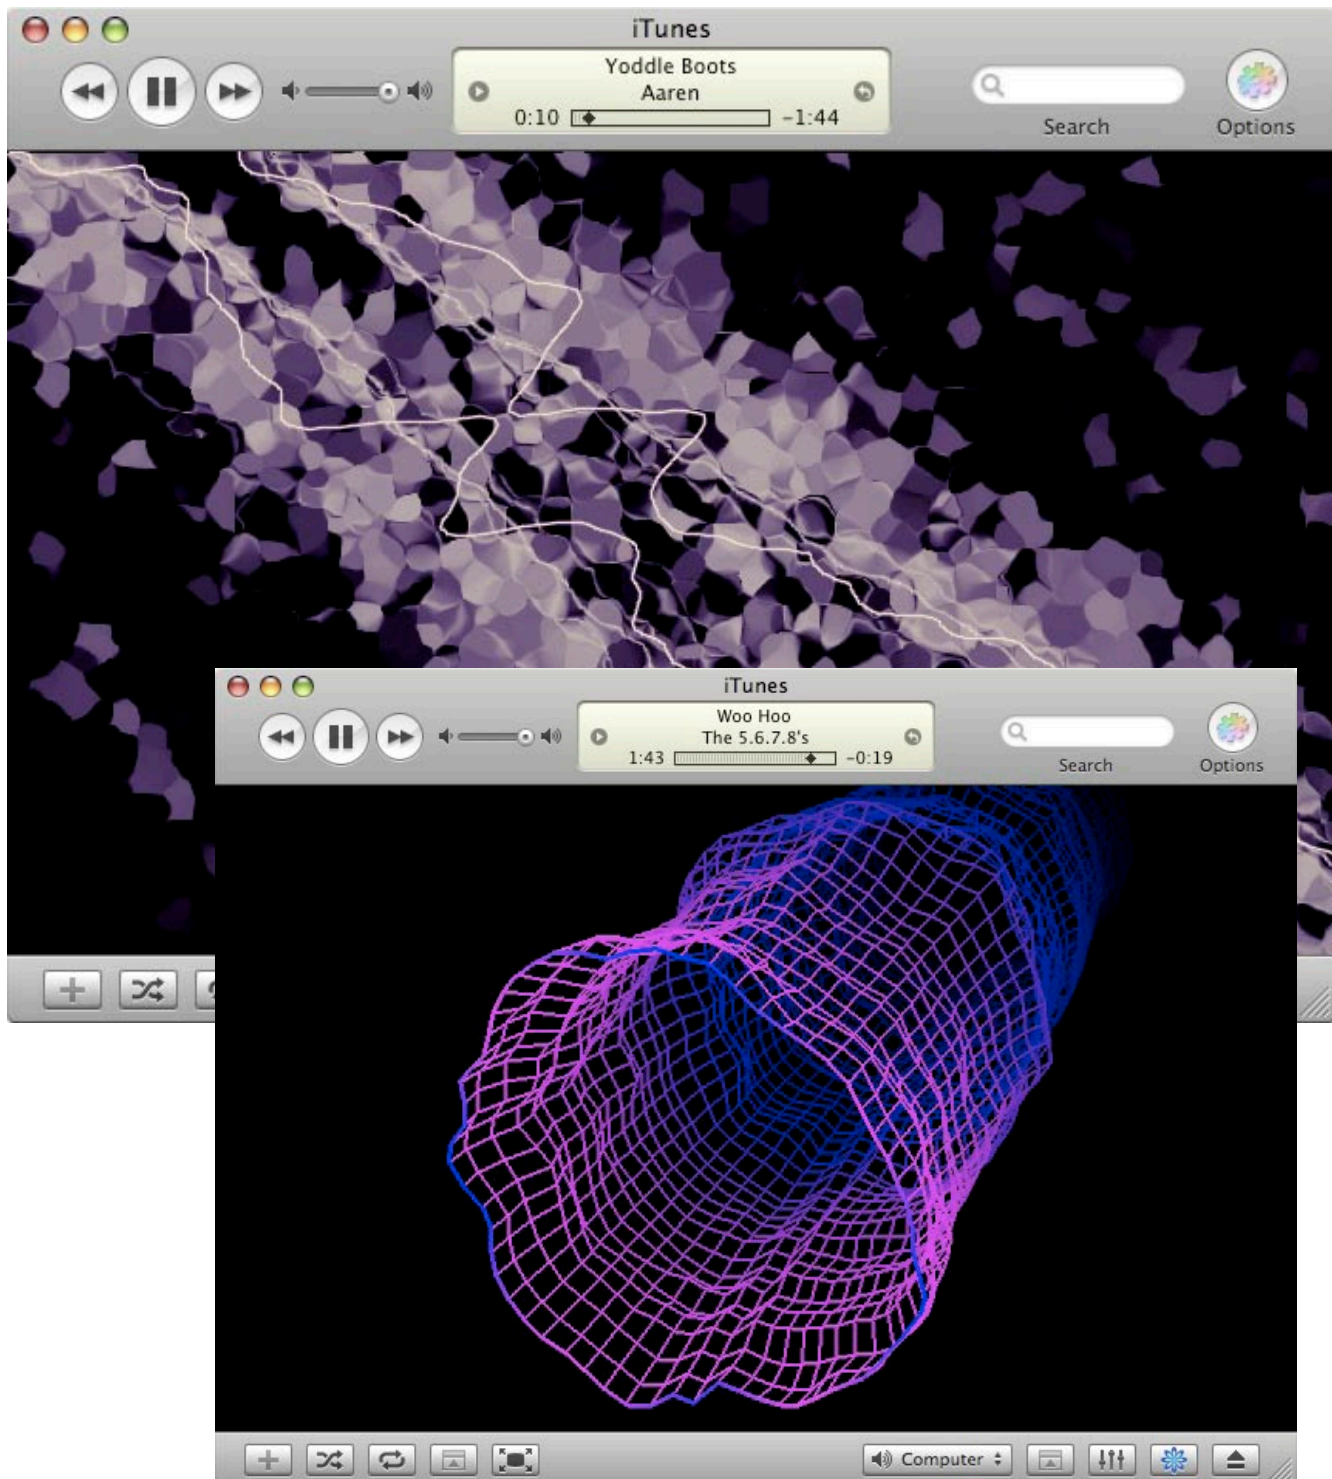 iTunes
Yoddle Boots
Aaren
0:10 -1:44
Search
Options
iTunes
Woo Hoo
The 5.6.7.8's
1:43 -0:19
Search
Options
Computer